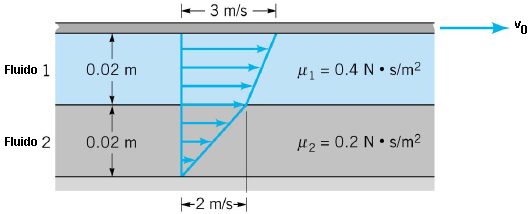 3 m/s
v₀
Fluido 1 0.02 m μ₁ = 0.4 N • s/m²
Fluido 2 0.02 m μ₂ = 0.2 N • s/m²
2 m/s